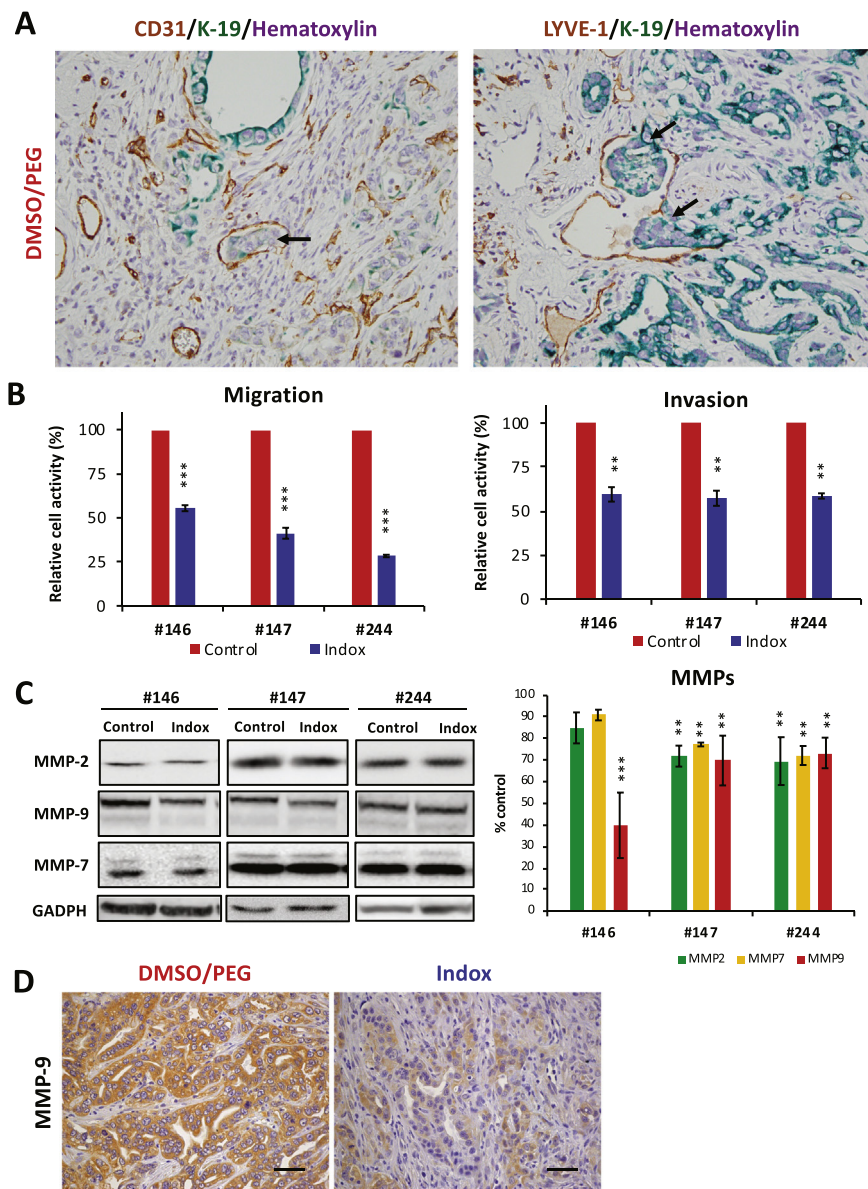 A
CD31/K-19/Hematoxylin
LYVE-1/K-19/Hematoxylin
DMSO/PEG
B
Migration
Relative cell activity (%)
100
75
50
25
0
***
***
***
#146
#147
#244
Control
Indox
Invasion
Relative cell activity (%)
100
75
50
25
0
**
**
**
#146
#147
#244
Control
Indox
C
#146
#147
#244
Control
Indox
Control
Indox
Control
Indox
MMP-2
MMP-9
MMP-7
GADPH
MMPs
% control
100
90
80
70
60
50
40
30
20
10
0
***
**
**
**
**
**
**
#146
#147
#244
MMP2
MMP7
MMP9
D
DMSO/PEG
Indox
MMP-9